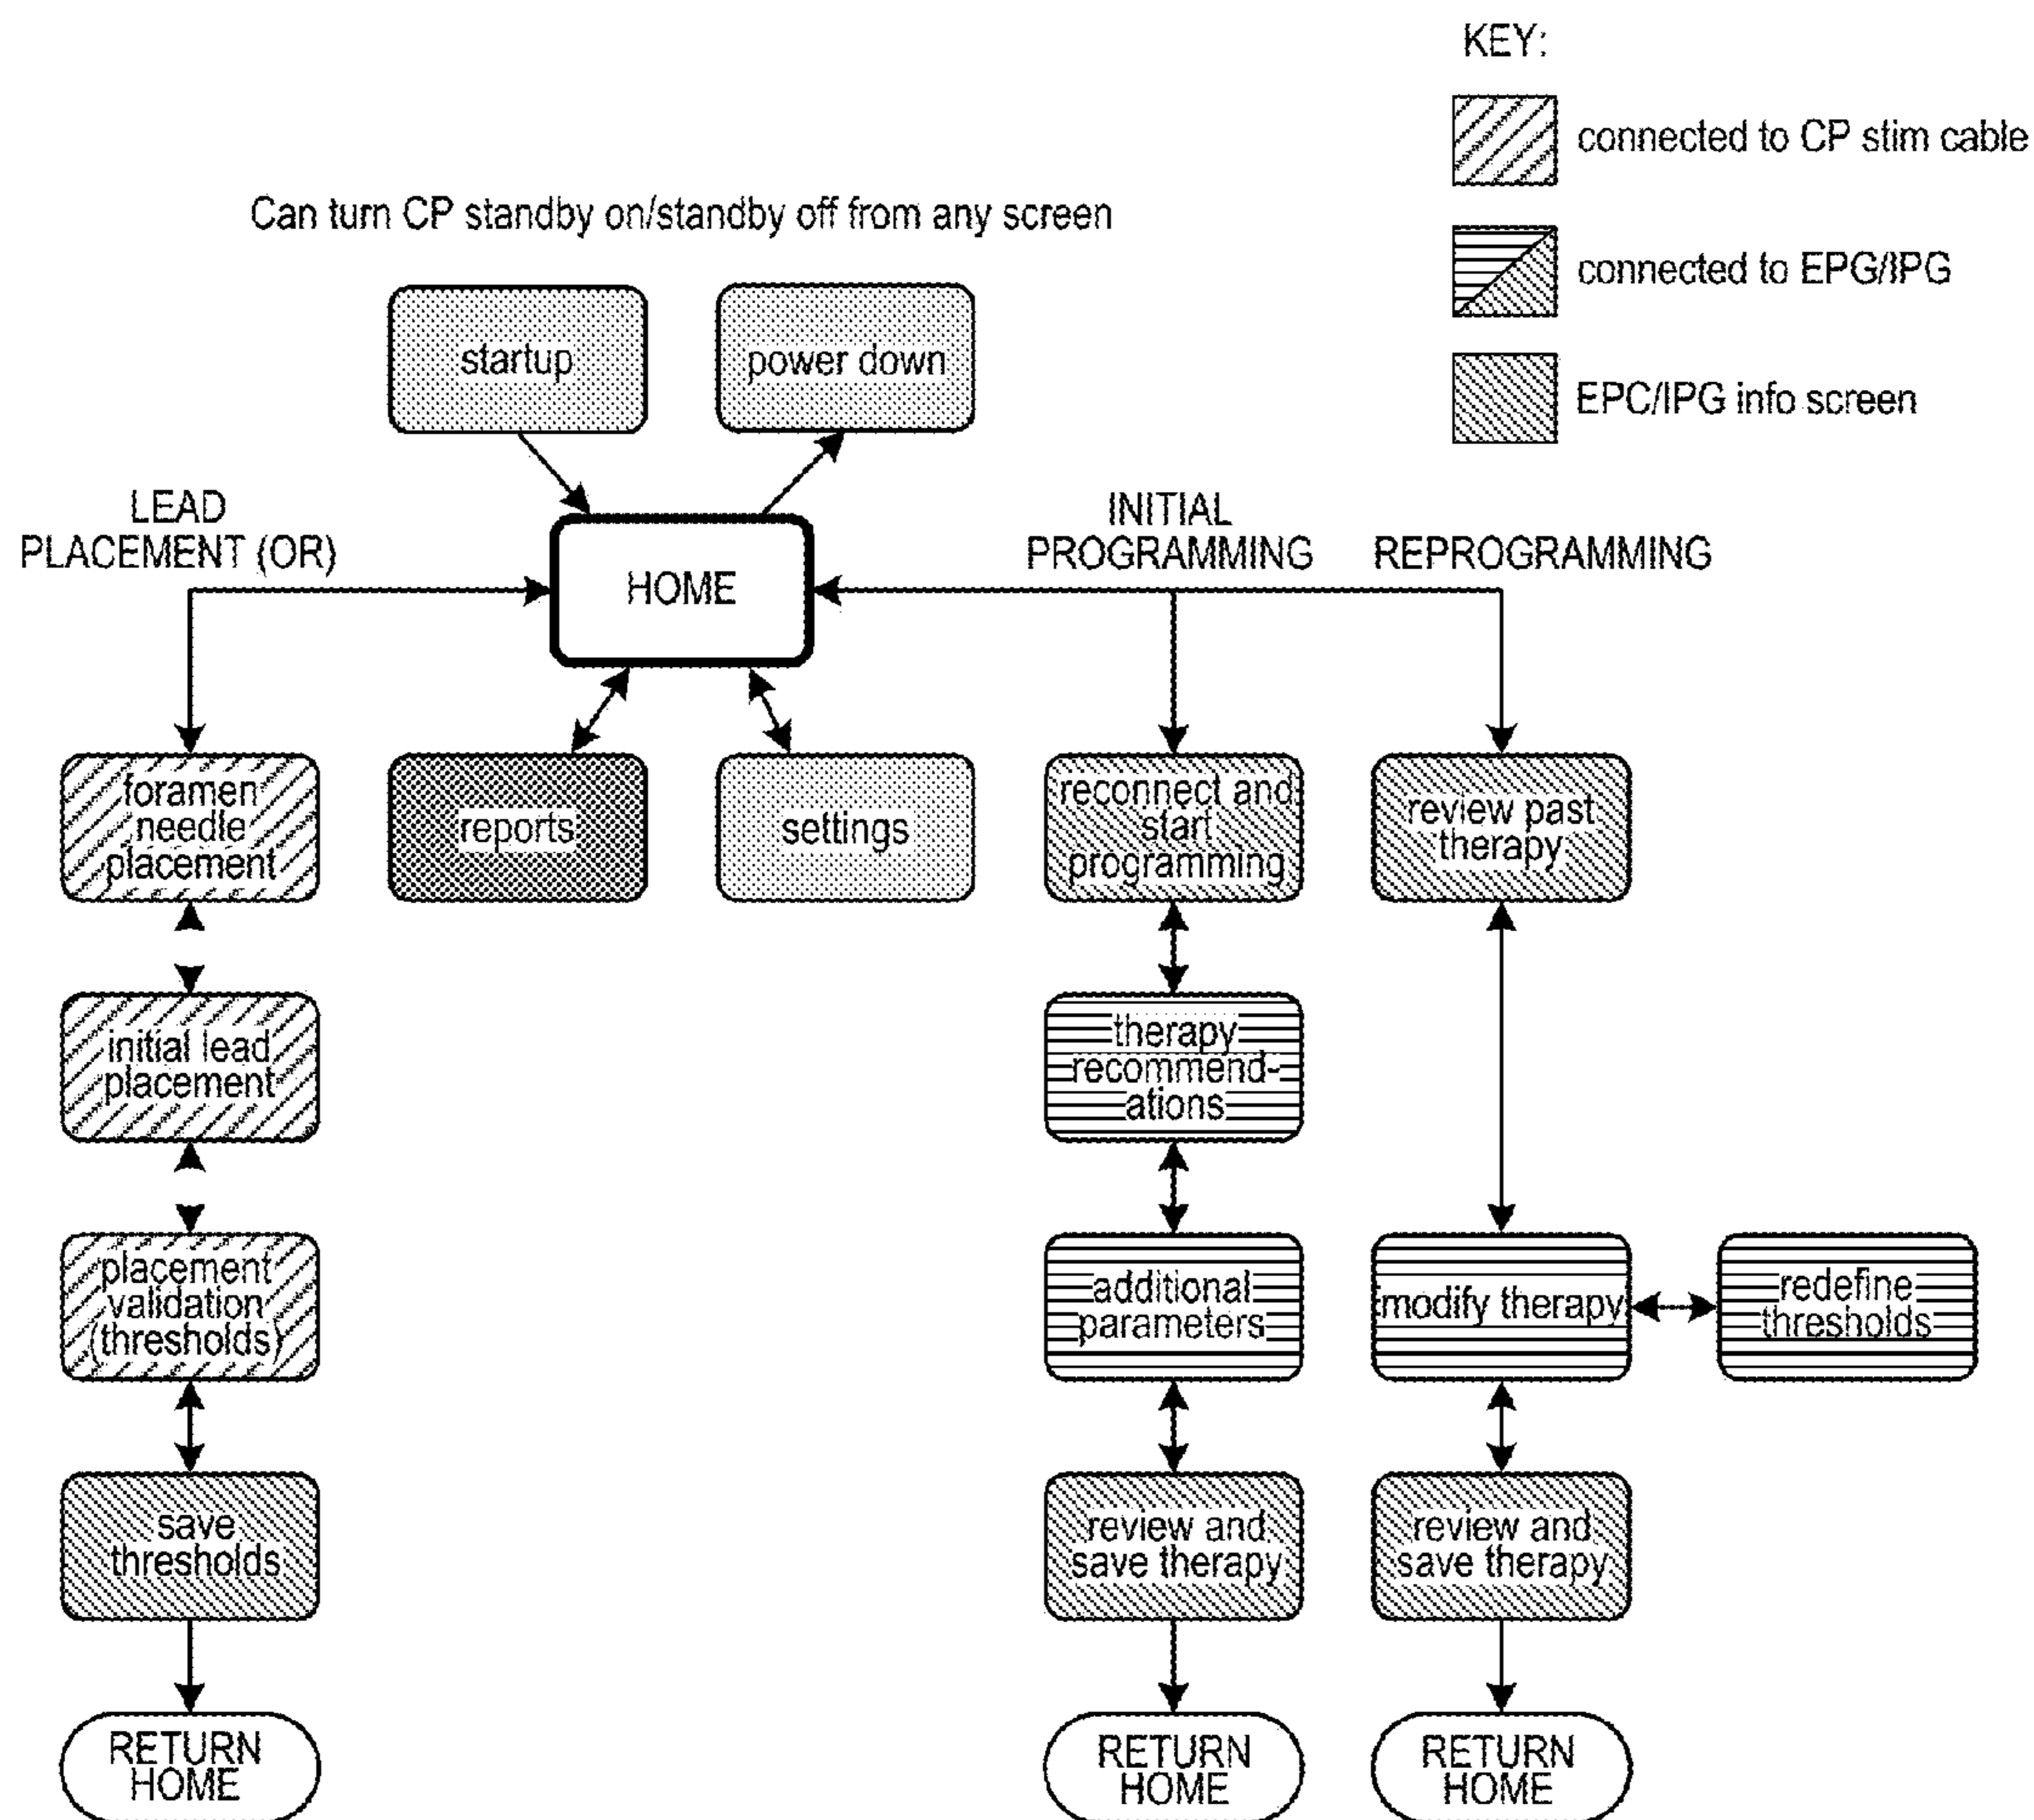 KEY:
connected to CP stim cable
connected to EPG/IPG
EPC/IPG info screen
Can turn CP standby on/standby off from any screen
startup
power down
LEAD
PLACEMENT (OR)
HOME
INITIAL
PROGRAMMING
REPROGRAMMING
foramen
needle
placement
reports
settings
reconnect and
start
programming
review past
therapy
initial lead
placement
therapy
recommend-
ations
placement
validation
(thresholds)
additional
parameters
modify therapy
redefine
thresholds
save
thresholds
review and
save therapy
review and
save therapy
RETURN
HOME
RETURN
HOME
RETURN
HOME